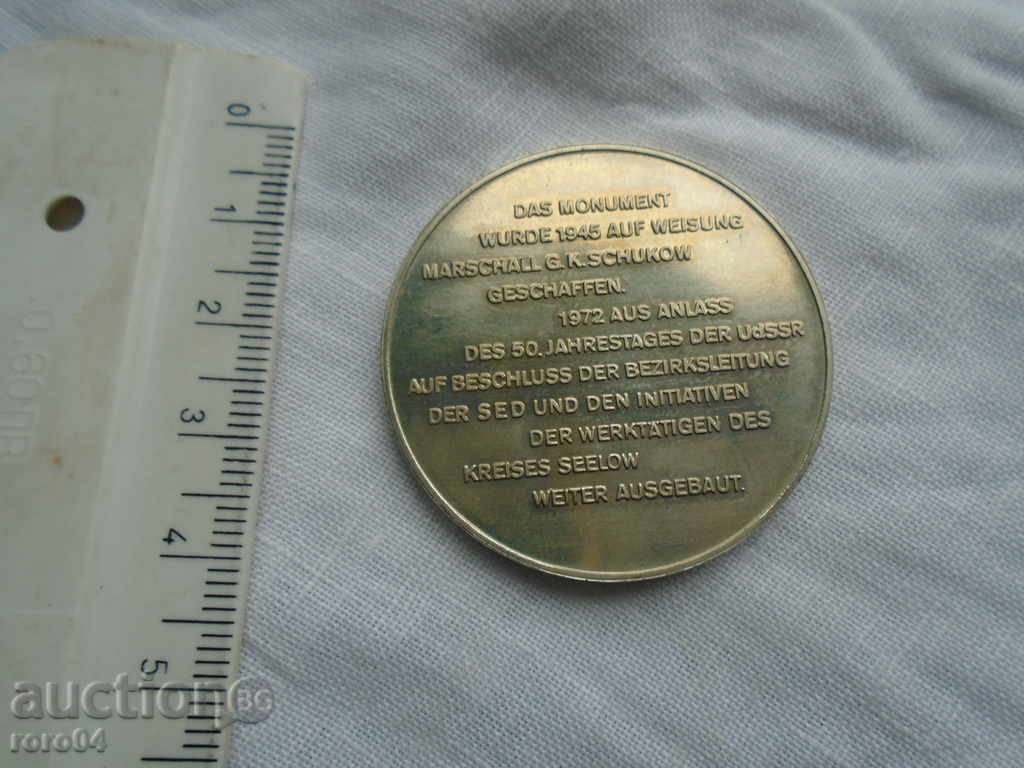 DAS MONUMENT
WURDE 1945 AUF WEISUNG
MARSCHALL G.K.SCHUKOW
GESCHAFFEN.
1972 AUS ANLASS
DES 50.JAHRESTAGES DER UdSSR
AUF BESCHLUSS DER BEZIRKSLEITUNG
DER SED UND DEN INITIATIVEN
DER WERKTÄTIGEN DES
KREISES SEELOW
WEITER AUSGEBAUT.
0
1
2
3
4
5
auction BG
roro04